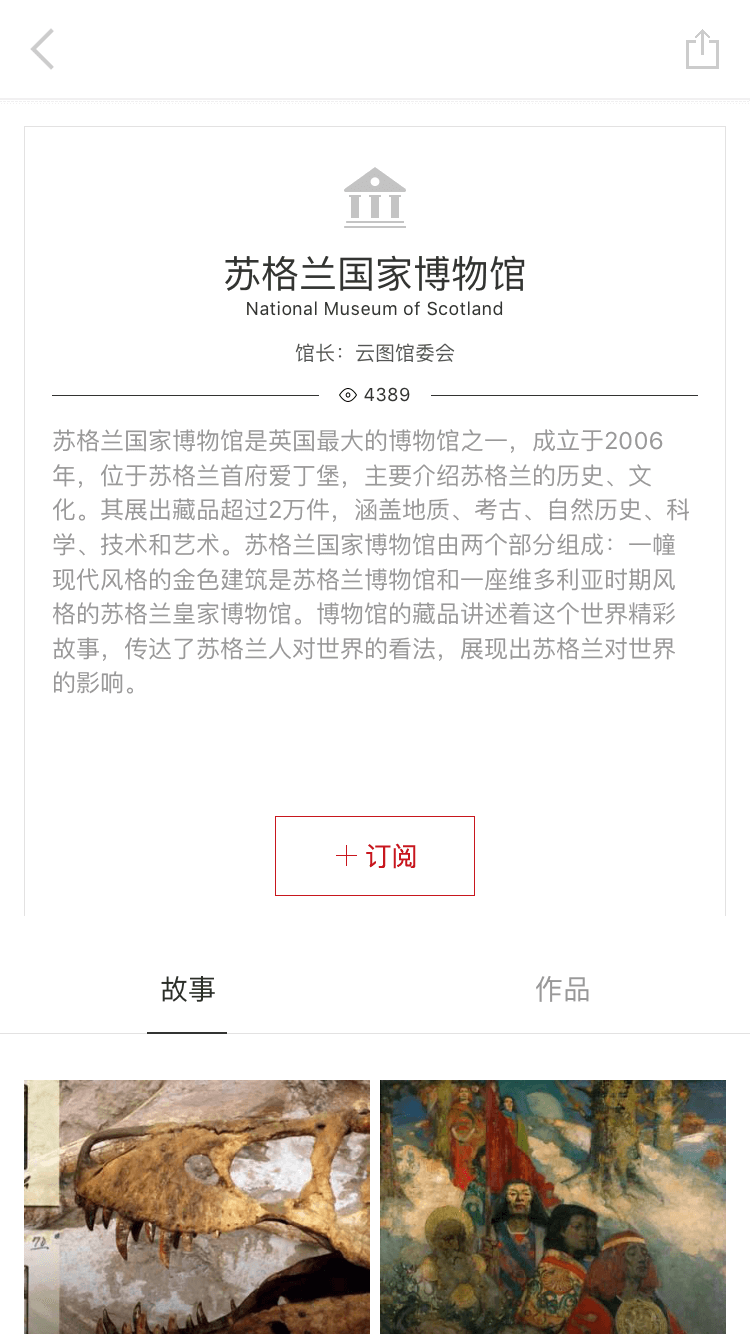 苏格兰国家博物馆
National Museum of Scotland
馆长：云图馆委会
4389
苏格兰国家博物馆是英国最大的博物馆之一，成立于2006
年，位于苏格兰首府爱丁堡，主要介绍苏格兰的历史、文
化。其展出藏品超过2万件，涵盖地质、考古、自然历史、科
学、技术和艺术。苏格兰国家博物馆由两个部分组成：一幢
现代风格的金色建筑是苏格兰博物馆和一座维多利亚时期风
格的苏格兰皇家博物馆。博物馆的藏品讲述着这个世界精彩
故事，传达了苏格兰人对世界的看法，展现出苏格兰对世界
的影响。
订阅
故事
作品